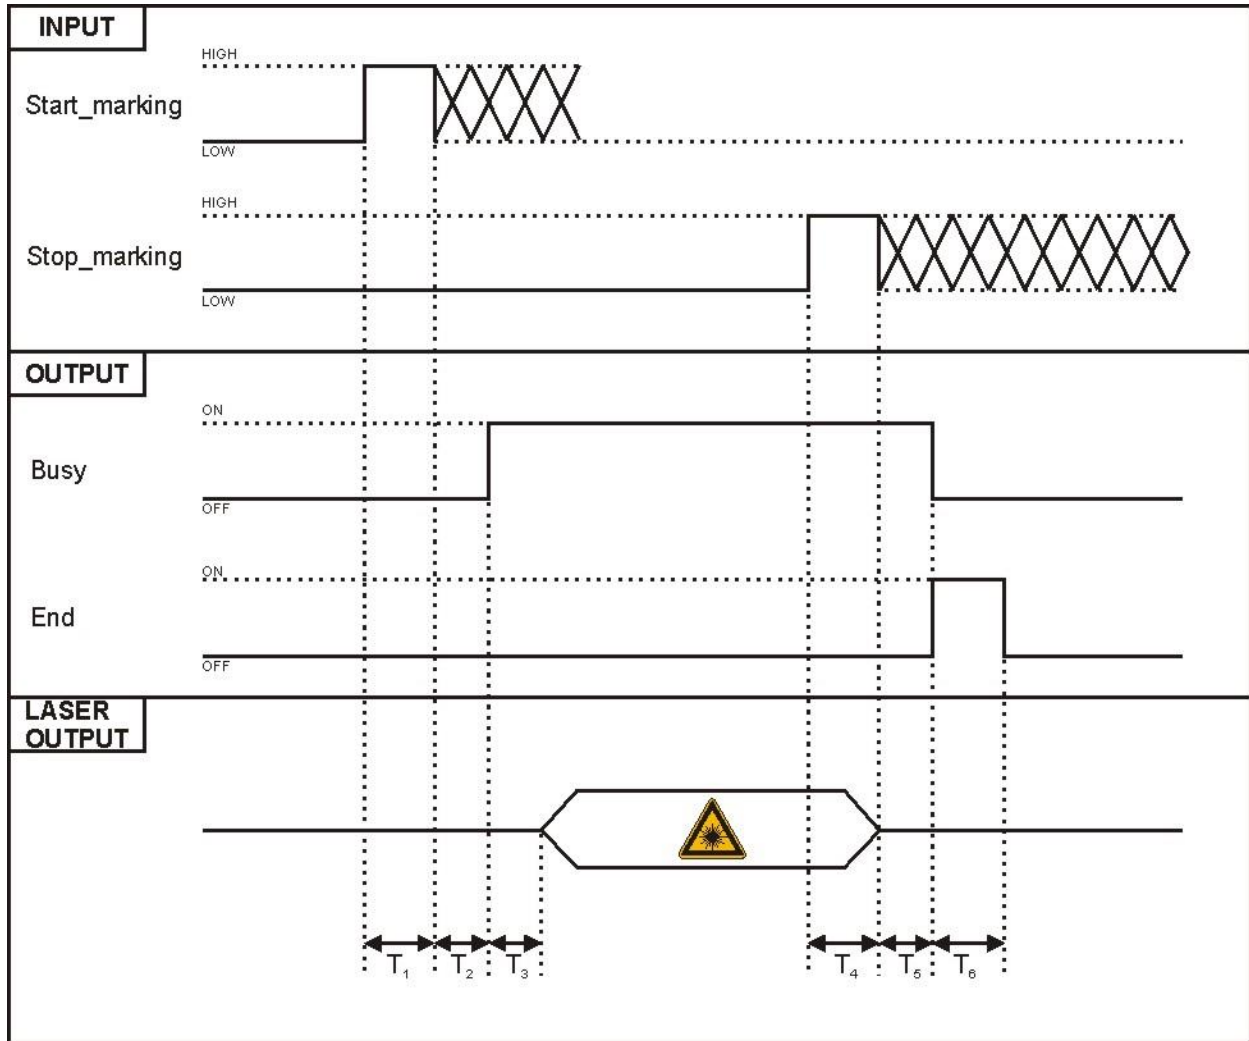 INPUT
HIGH
Start_marking
LOW
HIGH
Stop_marking
LOW
OUTPUT
ON
Busy
OFF
ON
End
OFF
LASER
OUTPUT
T₁ T₂ T₃ T₄ T₅ T₆